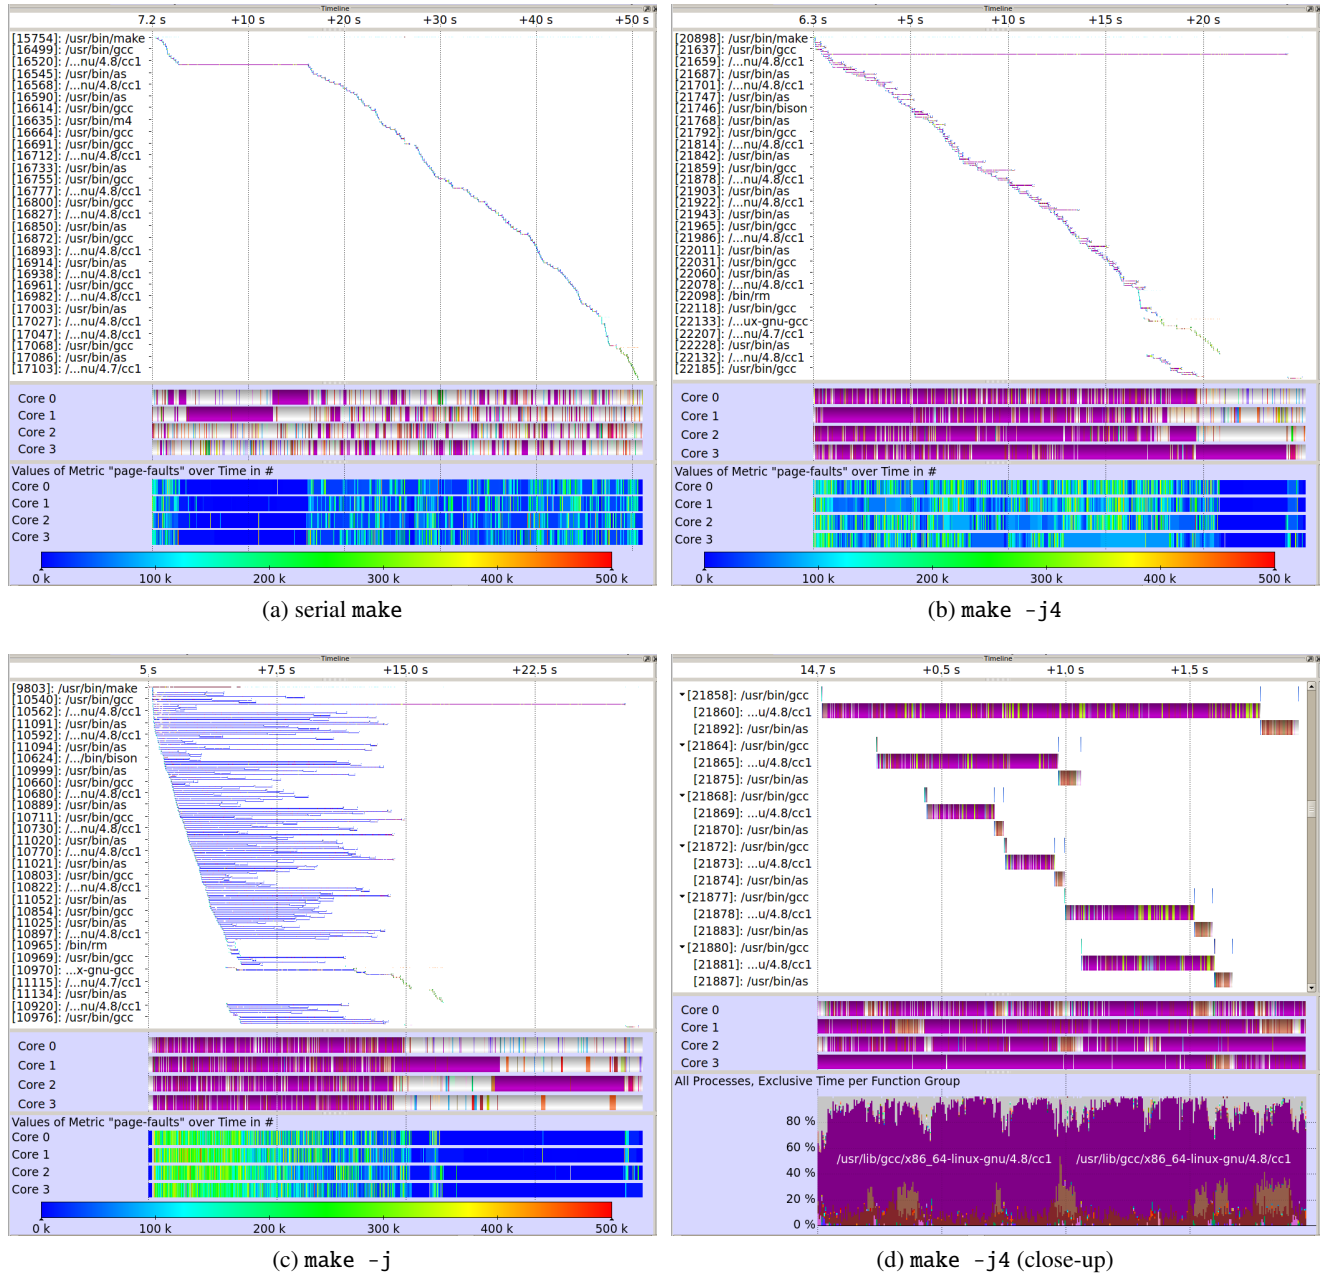 Timeline
7.2 s +10 s +20 s +30 s +40 s +50 s
[15754]: /usr/bin/make
[16499]: /usr/bin/gcc
[16520]: /...nu/4.8/cc1
[16545]: /usr/bin/as
[16568]: /...nu/4.8/cc1
[16590]: /usr/bin/as
[16614]: /usr/bin/gcc
[16635]: /usr/bin/m4
[16664]: /usr/bin/gcc
[16691]: /usr/bin/gcc
[16712]: /...nu/4.8/cc1
[16733]: /usr/bin/as
[16755]: /usr/bin/gcc
[16777]: /...nu/4.8/cc1
[16800]: /usr/bin/gcc
[16827]: /...nu/4.8/cc1
[16850]: /usr/bin/as
[16872]: /usr/bin/gcc
[16893]: /...nu/4.8/cc1
[16914]: /usr/bin/as
[16938]: /...nu/4.8/cc1
[16961]: /usr/bin/gcc
[16982]: /...nu/4.8/cc1
[17003]: /usr/bin/as
[17027]: /...nu/4.8/cc1
[17047]: /...nu/4.8/cc1
[17068]: /usr/bin/gcc
[17086]: /usr/bin/as
[17103]: /...nu/4.7/cc1
Core 0
Core 1
Core 2
Core 3
Values of Metric "page-faults" over Time in #
Core 0
Core 1
Core 2
Core 3
0 k 100 k 200 k 300 k 400 k 500 k
(a) serial make
Timeline
6.3 s +5 s +10 s +15 s +20 s
[20898]: /usr/bin/make
[21637]: /usr/bin/gcc
[21659]: /...nu/4.8/cc1
[21687]: /usr/bin/as
[21701]: /...nu/4.8/cc1
[21747]: /usr/bin/as
[21746]: /usr/bin/bison
[21768]: /usr/bin/as
[21792]: /usr/bin/gcc
[21814]: /...nu/4.8/cc1
[21842]: /usr/bin/as
[21859]: /usr/bin/gcc
[21878]: /...nu/4.8/cc1
[21903]: /usr/bin/as
[21922]: /...nu/4.8/cc1
[21943]: /usr/bin/as
[21965]: /usr/bin/gcc
[21986]: /...nu/4.8/cc1
[22011]: /usr/bin/as
[22031]: /usr/bin/gcc
[22060]: /usr/bin/as
[22078]: /...nu/4.8/cc1
[22098]: /bin/rm
[22118]: /usr/bin/gcc
[22133]: /...ux-gnu-gcc
[22207]: /...nu/4.7/cc1
[22228]: /usr/bin/as
[22132]: /...nu/4.8/cc1
[22185]: /usr/bin/gcc
Core 0
Core 1
Core 2
Core 3
Values of Metric "page-faults" over Time in #
Core 0
Core 1
Core 2
Core 3
0 k 100 k 200 k 300 k 400 k 500 k
(b) make -j4
Timeline
5 s +7.5 s +15.0 s +22.5 s
[9803]: /usr/bin/make
[10540]: /usr/bin/gcc
[10562]: /...nu/4.8/cc1
[11091]: /usr/bin/as
[10592]: /...nu/4.8/cc1
[11094]: /usr/bin/as
[10624]: /.../bin/bison
[10999]: /usr/bin/as
[10660]: /usr/bin/gcc
[10680]: /...nu/4.8/cc1
[10889]: /usr/bin/as
[10711]: /usr/bin/gcc
[10730]: /...nu/4.8/cc1
[11020]: /usr/bin/as
[10770]: /...nu/4.8/cc1
[11021]: /usr/bin/as
[10803]: /usr/bin/gcc
[10822]: /...nu/4.8/cc1
[11052]: /usr/bin/as
[10854]: /usr/bin/gcc
[11025]: /usr/bin/as
[10897]: /...nu/4.8/cc1
[10965]: /bin/rm
[10969]: /usr/bin/gcc
[10970]: ...x-gnu-gcc
[11115]: /...nu/4.7/cc1
[11134]: /usr/bin/as
[10920]: /...nu/4.8/cc1
[10976]: /usr/bin/gcc
Core 0
Core 1
Core 2
Core 3
Values of Metric "page-faults" over Time in #
Core 0
Core 1
Core 2
Core 3
0 k 100 k 200 k 300 k 400 k 500 k
(c) make -j
Timeline
14.7 s +0.5 s +1.0 s +1.5 s
[21858]: /usr/bin/gcc
[21860]: ...u/4.8/cc1
[21892]: /usr/bin/as
[21864]: /usr/bin/gcc
[21865]: ...u/4.8/cc1
[21875]: /usr/bin/as
[21868]: /usr/bin/gcc
[21869]: ...u/4.8/cc1
[21870]: /usr/bin/as
[21872]: /usr/bin/gcc
[21873]: ...u/4.8/cc1
[21874]: /usr/bin/as
[21877]: /usr/bin/gcc
[21878]: ...u/4.8/cc1
[21883]: /usr/bin/as
[21880]: /usr/bin/gcc
[21881]: ...u/4.8/cc1
[21887]: /usr/bin/as
Core 0
Core 1
Core 2
Core 3
All Processes, Exclusive Time per Function Group
80 %
60 %
40 %
20 %
0 %
/usr/lib/gcc/x86_64-linux-gnu/4.8/cc1 /usr/lib/gcc/x86_64-linux-gnu/4.8/cc1
(d) make -j4 (close-up)